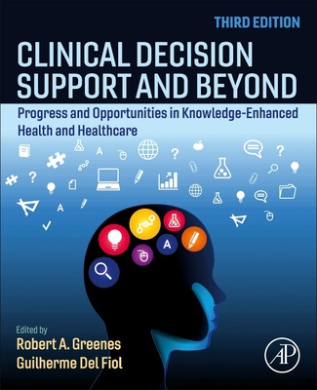 THIRD EDITION
CLINICAL DECISION
SUPPORT AND BEYOND
Progress and Opportunities in Knowledge-Enhanced
Health and Healthcare
A
A
A
Edited by
Robert A. Greenes
Guilherme Del Fiol
AP